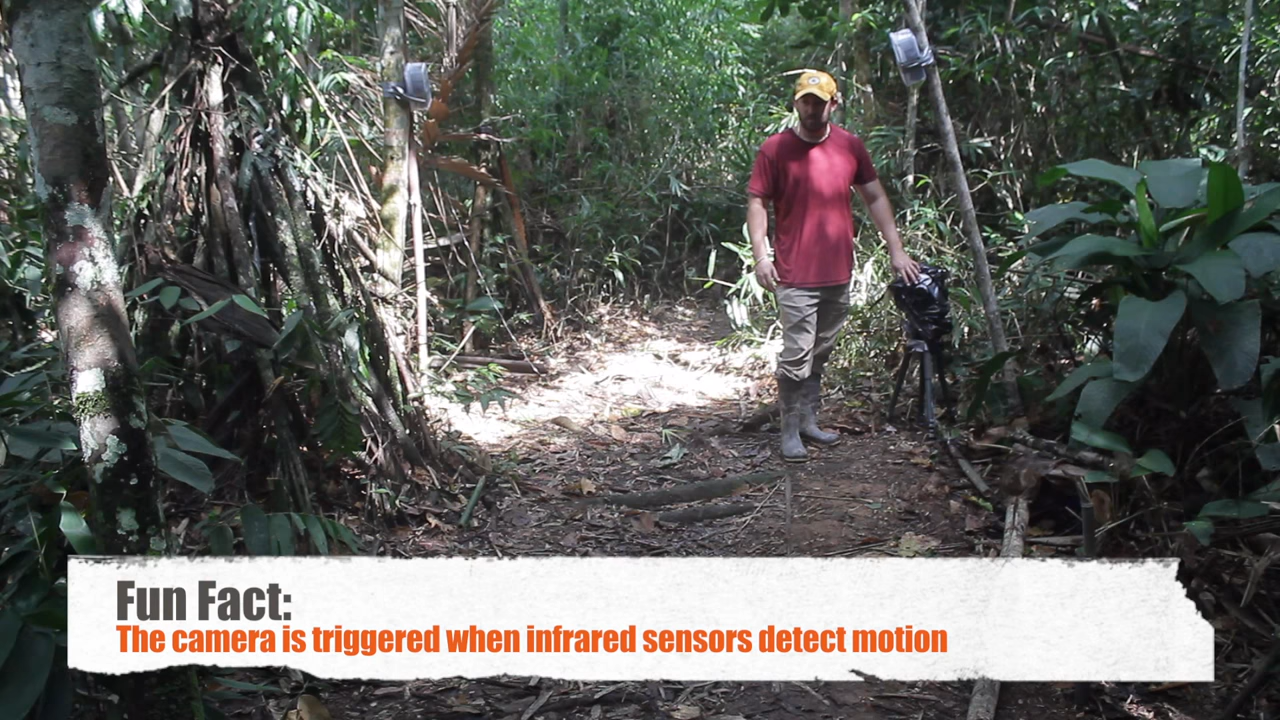 Fun Fact:
The camera is triggered when infrared sensors detect motion